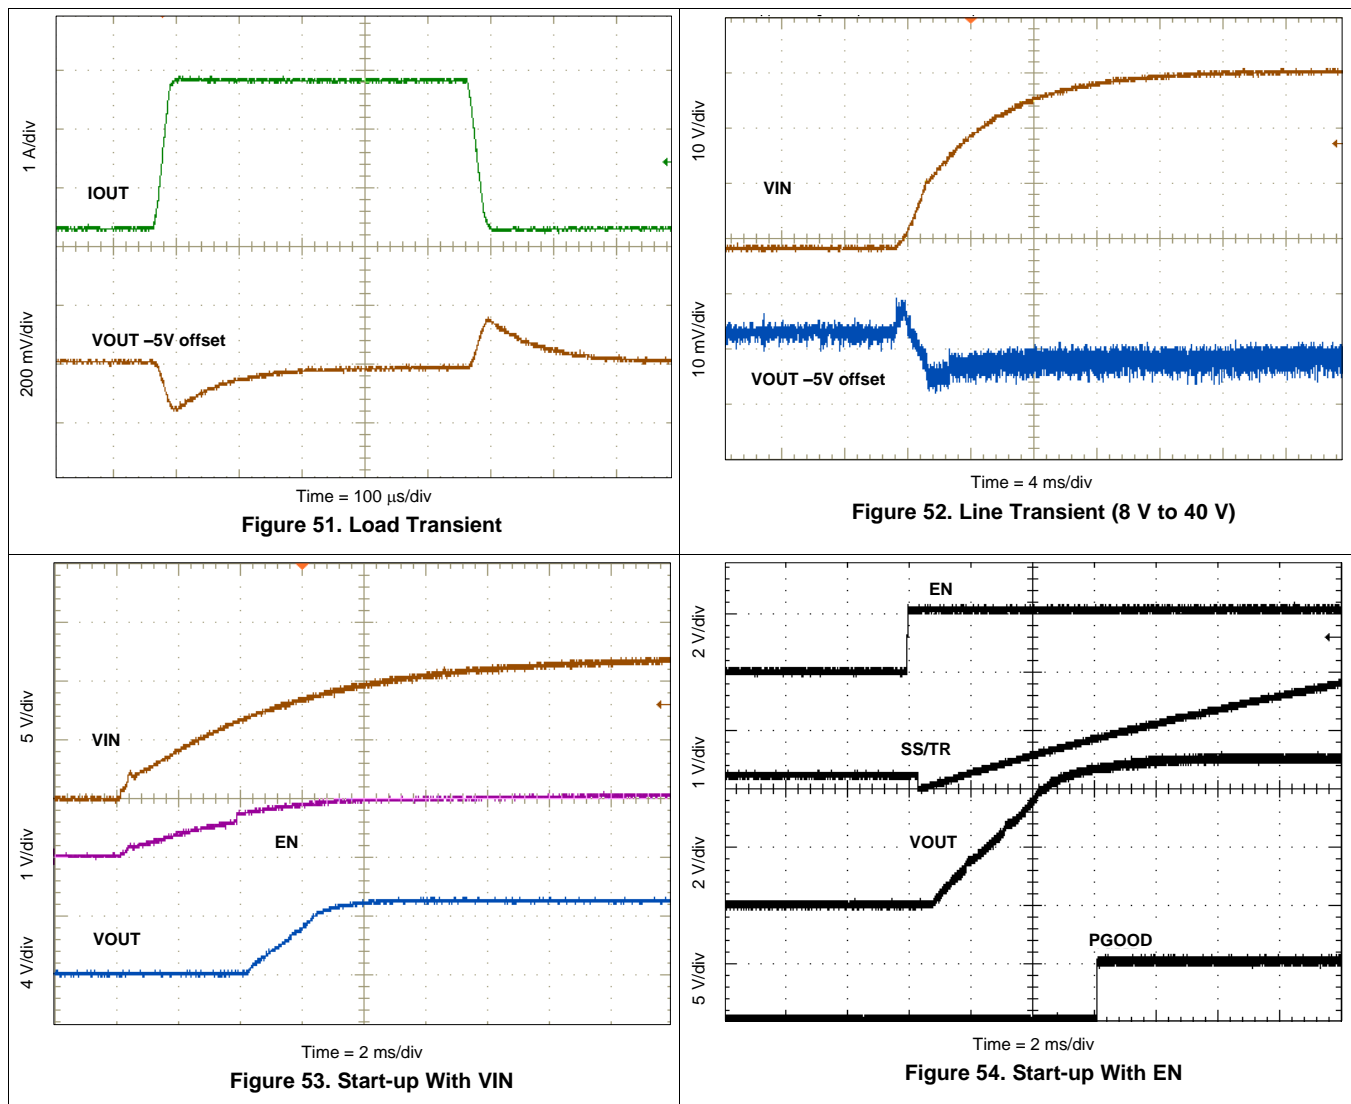 1 A/div
IOUT
200 mV/div
VOUT –5V offset
Time = 100 μs/div
Figure 51. Load Transient
10 V/div
VIN
10 mV/div
VOUT –5V offset
Time = 4 ms/div
Figure 52. Line Transient (8 V to 40 V)
5 V/div
VIN
1 V/div
EN
4 V/div
VOUT
Time = 2 ms/div
Figure 53. Start-up With VIN
2 V/div
EN
1 V/div
SS/TR
2 V/div
VOUT
5 V/div
PGOOD
Time = 2 ms/div
Figure 54. Start-up With EN